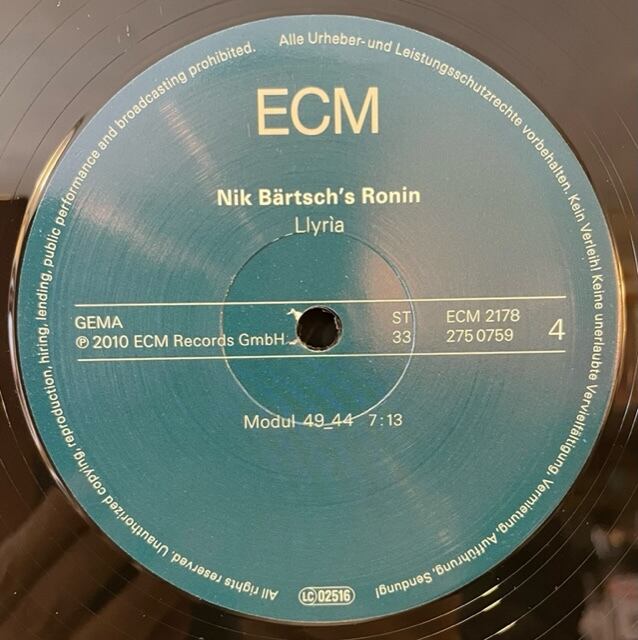 ECM
Nik Bärtsch's Ronin
Llyrìa
GEMA
℗ 2010 ECM Records GmbH
ST
33
ECM 2178
275 0759
4
Modul 49_44 7:13
Alle Urheber- und Leistungsschutzrechte vorbehalten. Kein Verleih! Keine unerlaubte Vervielfältigung, Vermietung, Aufführung, Sendung!
LC 02516
All rights reserved. Unauthorized copying, reproduction, hiring, lending, public performance and broadcasting prohibited.